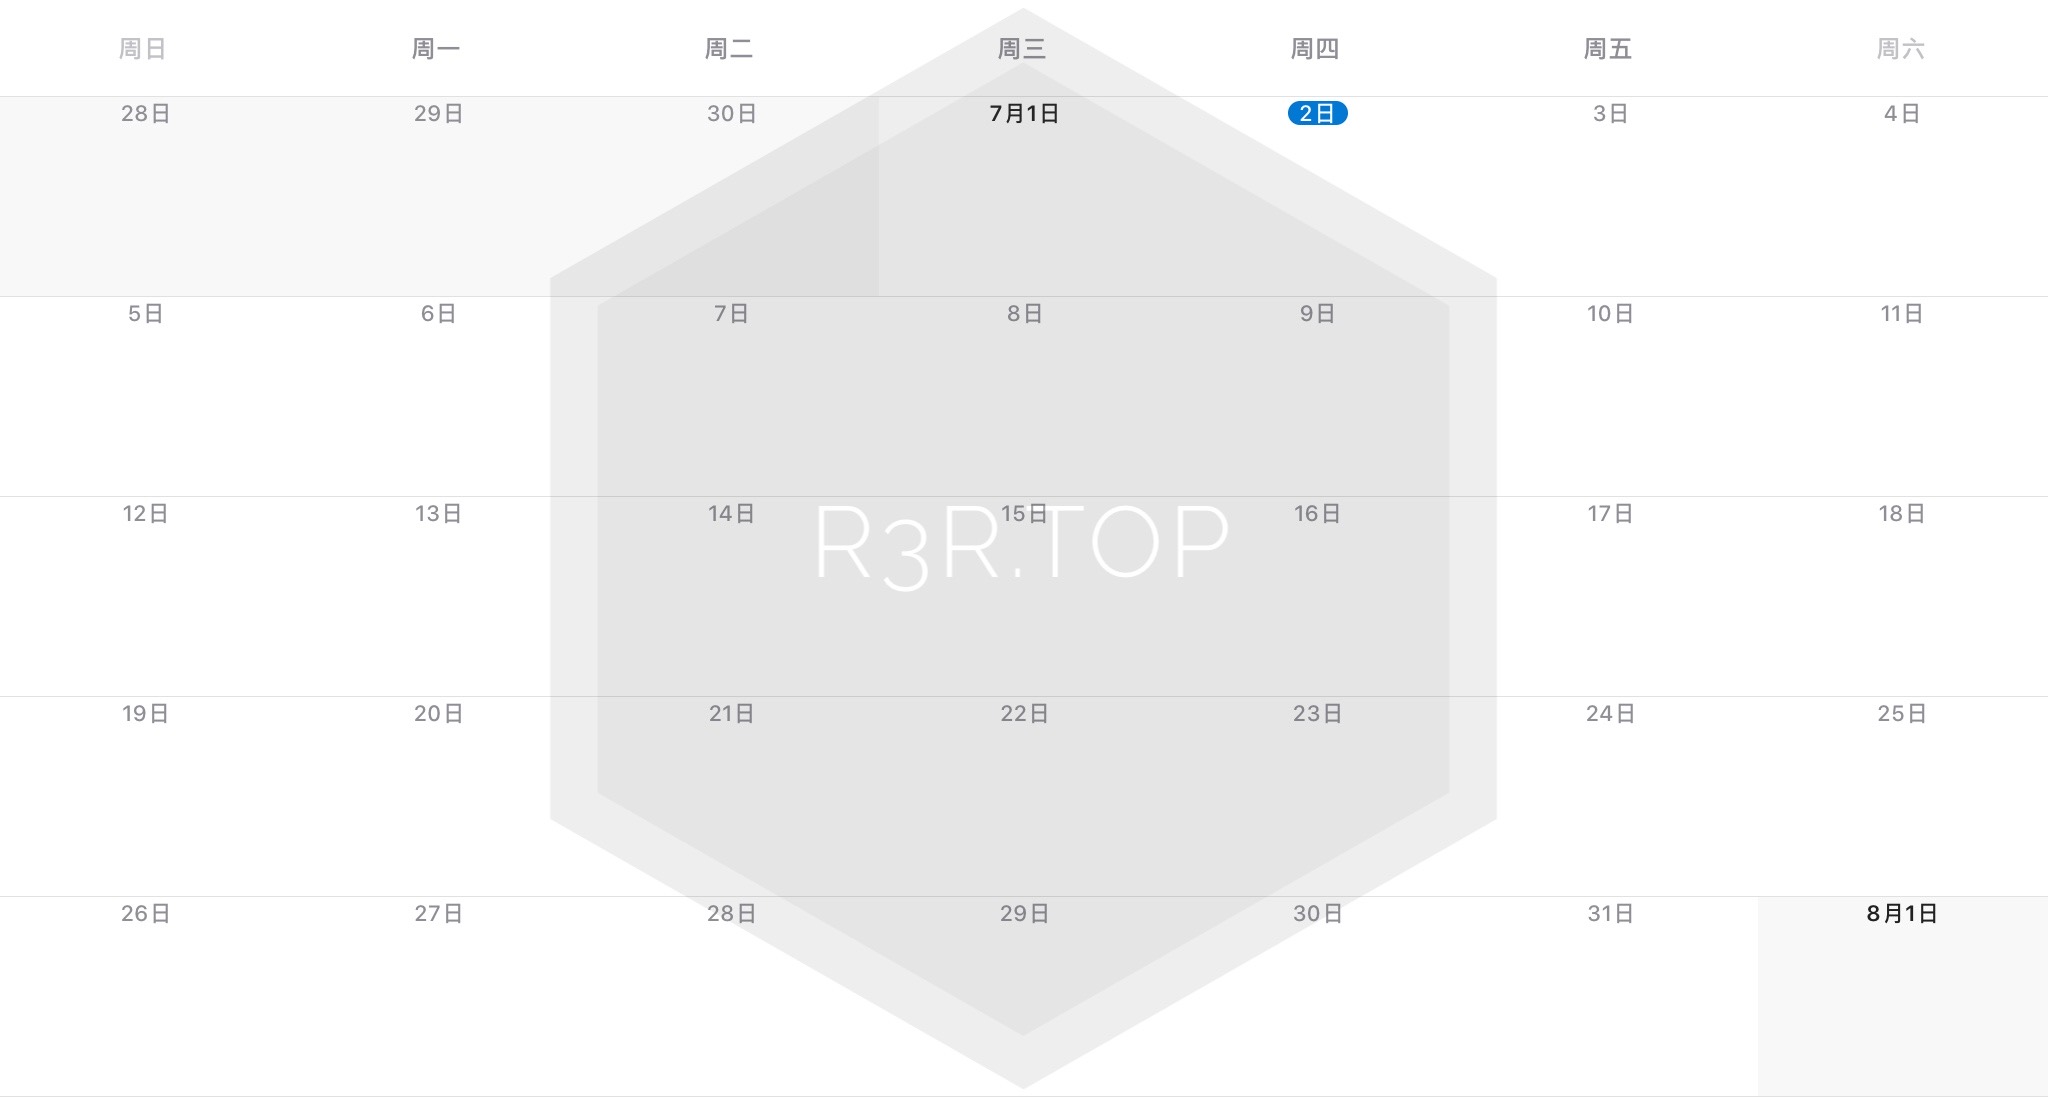 周日 周一 周二 周三 周四 周五 周六
28日 29日 30日 7月1日 2日 3日 4日
5日 6日 7日 8日 9日 10日 11日
12日 13日 14日 15日 16日 17日 18日
R3R.TOP
19日 20日 21日 22日 23日 24日 25日
26日 27日 28日 29日 30日 31日 8月1日